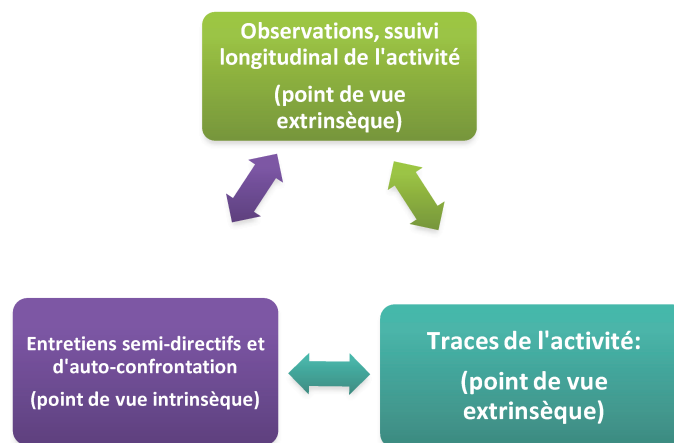 Observations, ssuivi
longitudinal de l'activité
(point de vue
extrinsèque)
Entretiens semi-directifs et
d'auto-confrontation
(point de vue intrinsèque)
Traces de l'activité:
(point de vue
extrinsèque)